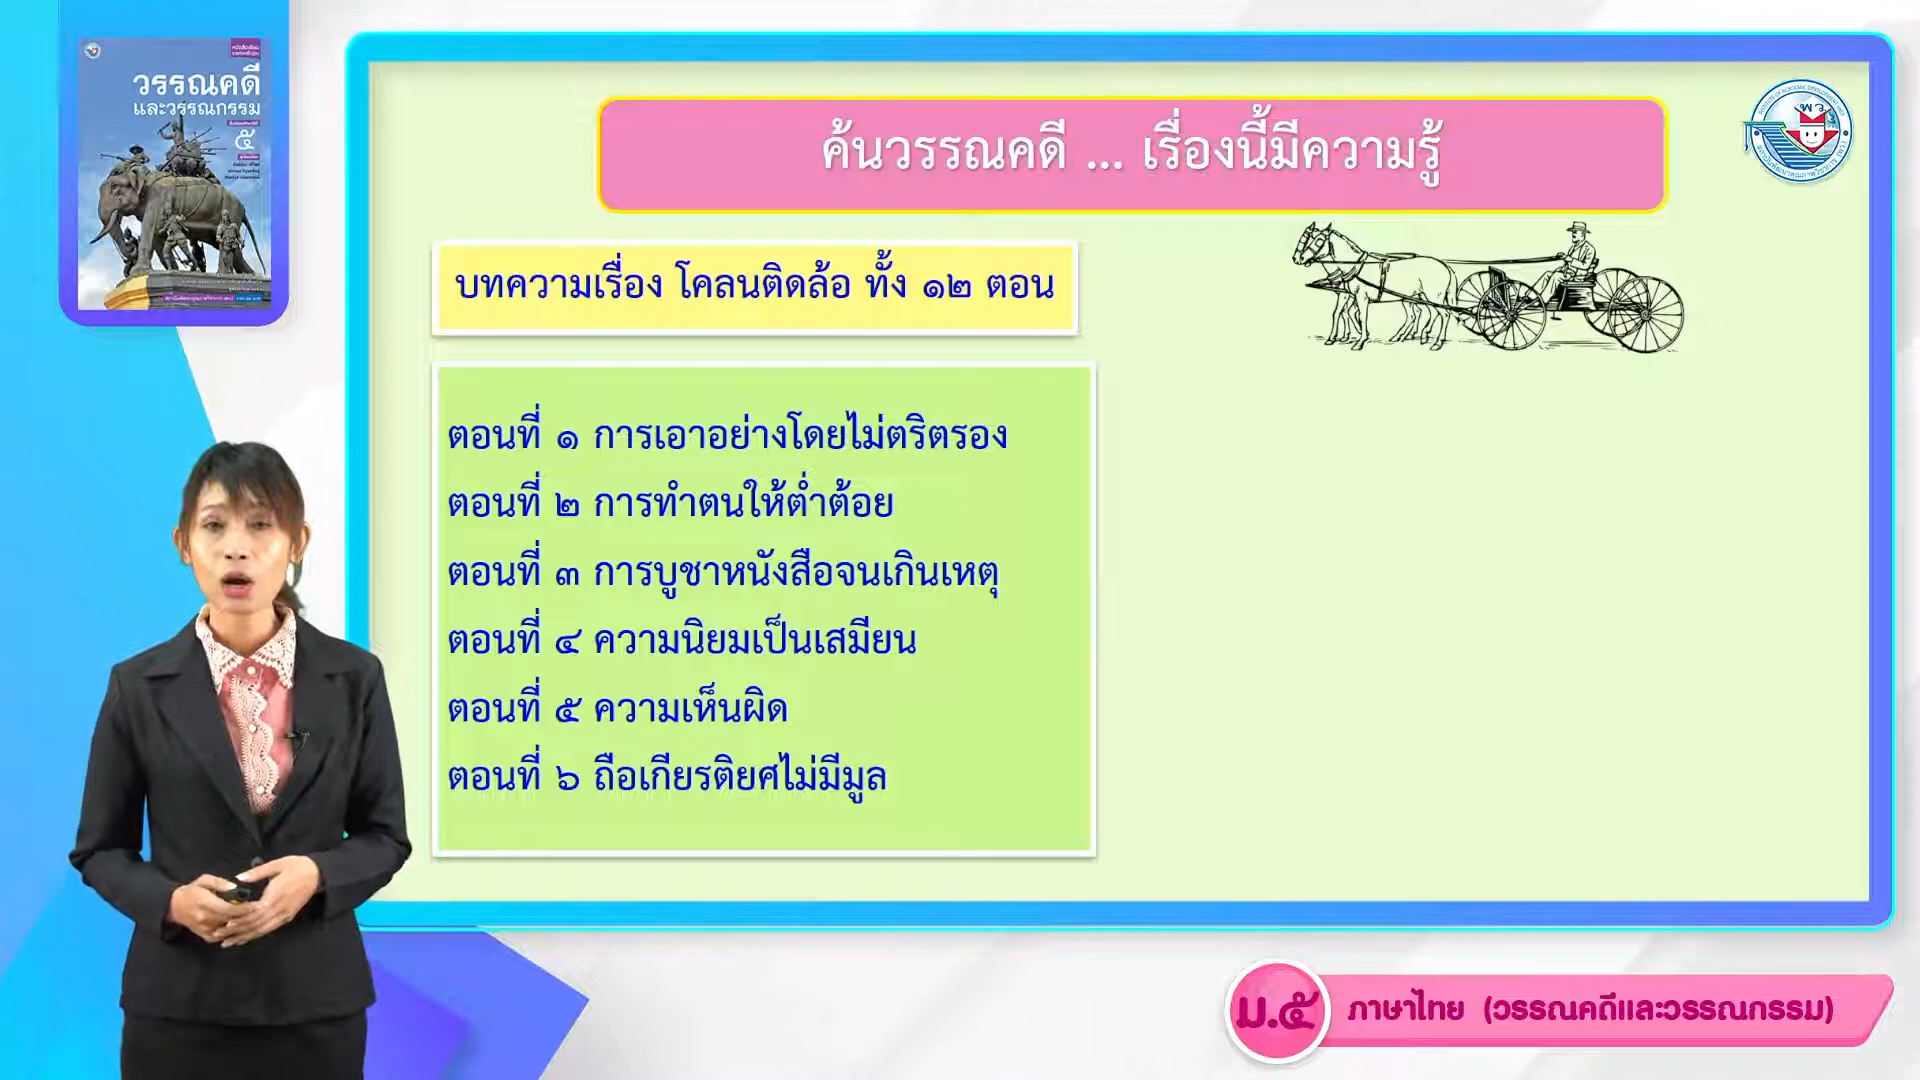 วรรณคดี
และวรรณกรรม
๕
ค้นวรรณคดี ... เรื่องนี้มีความรู้
พว
บทความเรื่อง โคลนติดล้อ ทั้ง ๑๒ ตอน
ตอนที่ ๑ การเอาอย่างโดยไม่ตริตรอง
ตอนที่ ๒ การทำตนให้ต่ำต้อย
ตอนที่ ๓ การบูชาหนังสือจนเกินเหตุ
ตอนที่ ๔ ความนิยมเป็นเสมียน
ตอนที่ ๕ ความเห็นผิด
ตอนที่ ๖ ถือเกียรติยศไม่มีมูล
ม.๕ ภาษาไทย (วรรณคดีและวรรณกรรม)